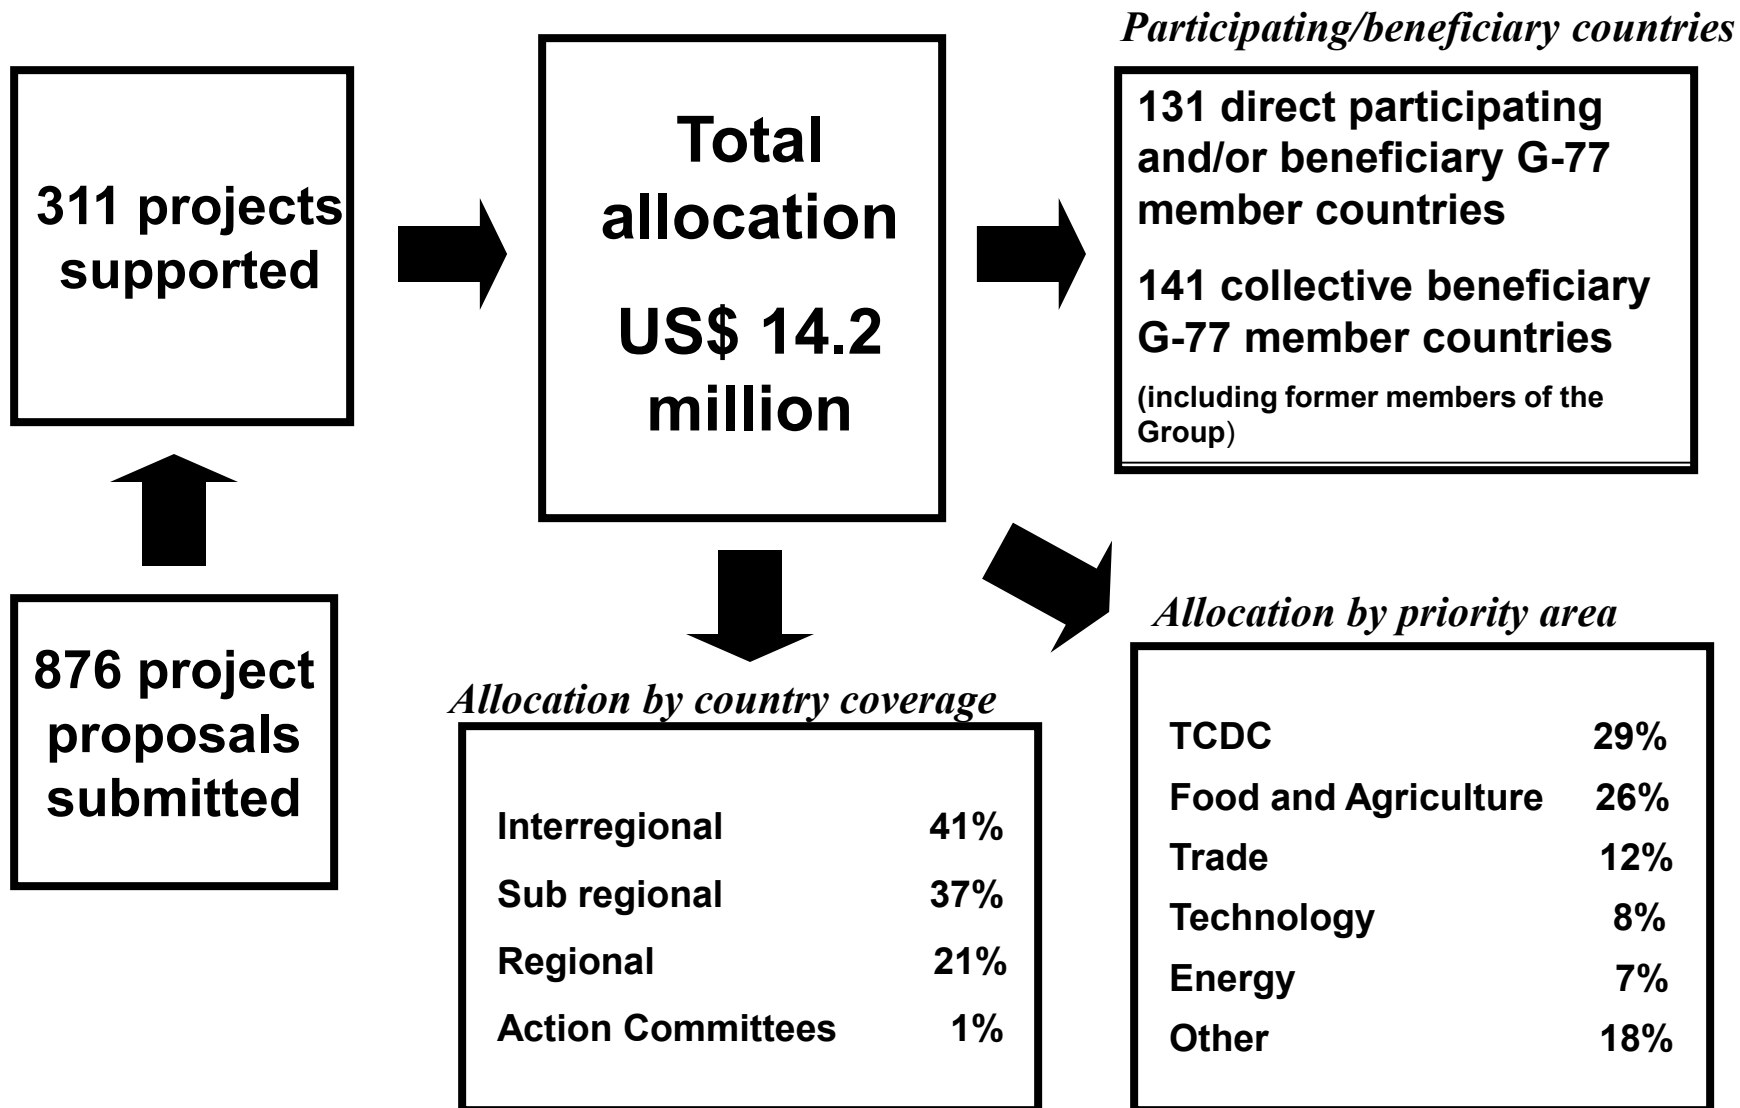 311 projects
supported
876 project
proposals
submitted
Total
allocation
US$ 14.2
million
Participating/beneficiary countries
131 direct participating
and/or beneficiary G-77
member countries
141 collective beneficiary
G-77 member countries
(including former members of the
Group)
Allocation by country coverage
Interregional 41%
Sub regional 37%
Regional 21%
Action Committees 1%
Allocation by priority area
TCDC 29%
Food and Agriculture 26%
Trade 12%
Technology 8%
Energy 7%
Other 18%